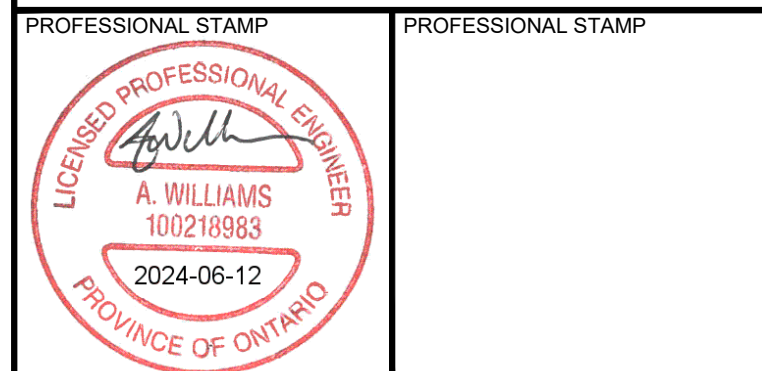 PROFESSIONAL STAMP
PROFESSIONAL STAMP
LICENSED PROFESSIONAL ENGINEER
A. WILLIAMS
100218983
2024-06-12
PROVINCE OF ONTARIO